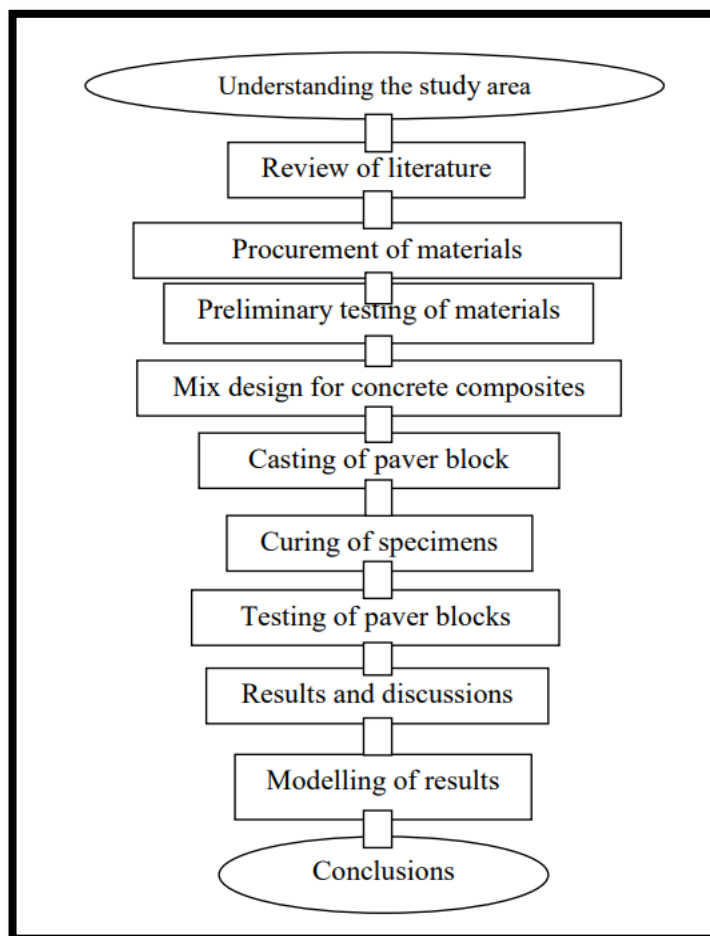 Understanding the study area
Review of literature
Procurement of materials
Preliminary testing of materials
Mix design for concrete composites
Casting of paver block
Curing of specimens
Testing of paver blocks
Results and discussions
Modelling of results
Conclusions